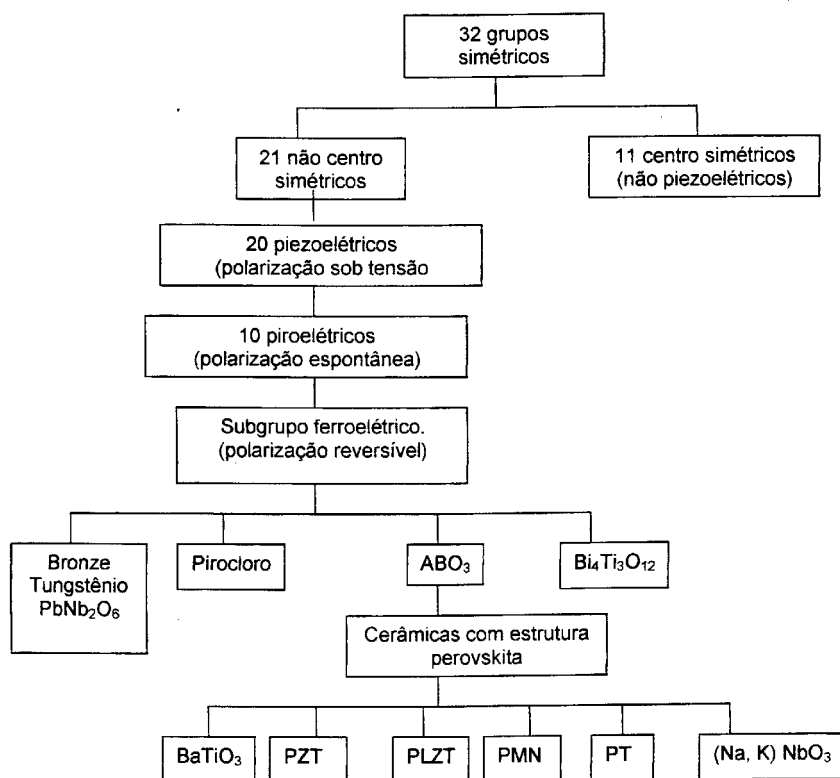 32 grupos
simétricos
21 não centro
simétricos
11 centro simétricos
(não piezoelétricos)
20 piezoelétricos
(polarização sob tensão
10 piroelétricos
(polarização espontânea)
Subgrupo ferroelétrico.
(polarização reversível)
Bronze
Tungstênio
PbNb₂O₆
Pirocloro
ABO₃
Bi₄Ti₃O₁₂
Cerâmicas com estrutura
perovskita
BaTiO₃
PZT
PLZT
PMN
PT
(Na, K) NbO₃